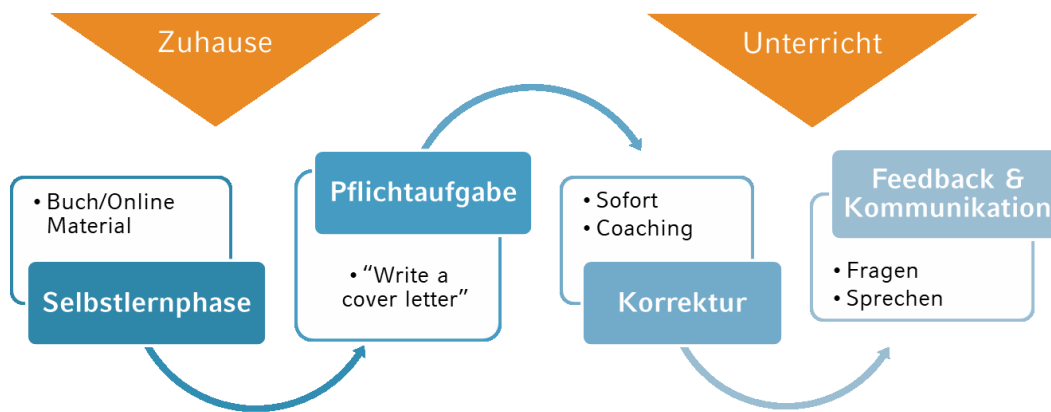 Zuhause
Unterricht
• Buch/Online
Material
Selbstlernphase
Pflichtaufgabe
• “Write a
cover letter”
• Sofort
• Coaching
Korrektur
Feedback &
Kommunikation
• Fragen
• Sprechen